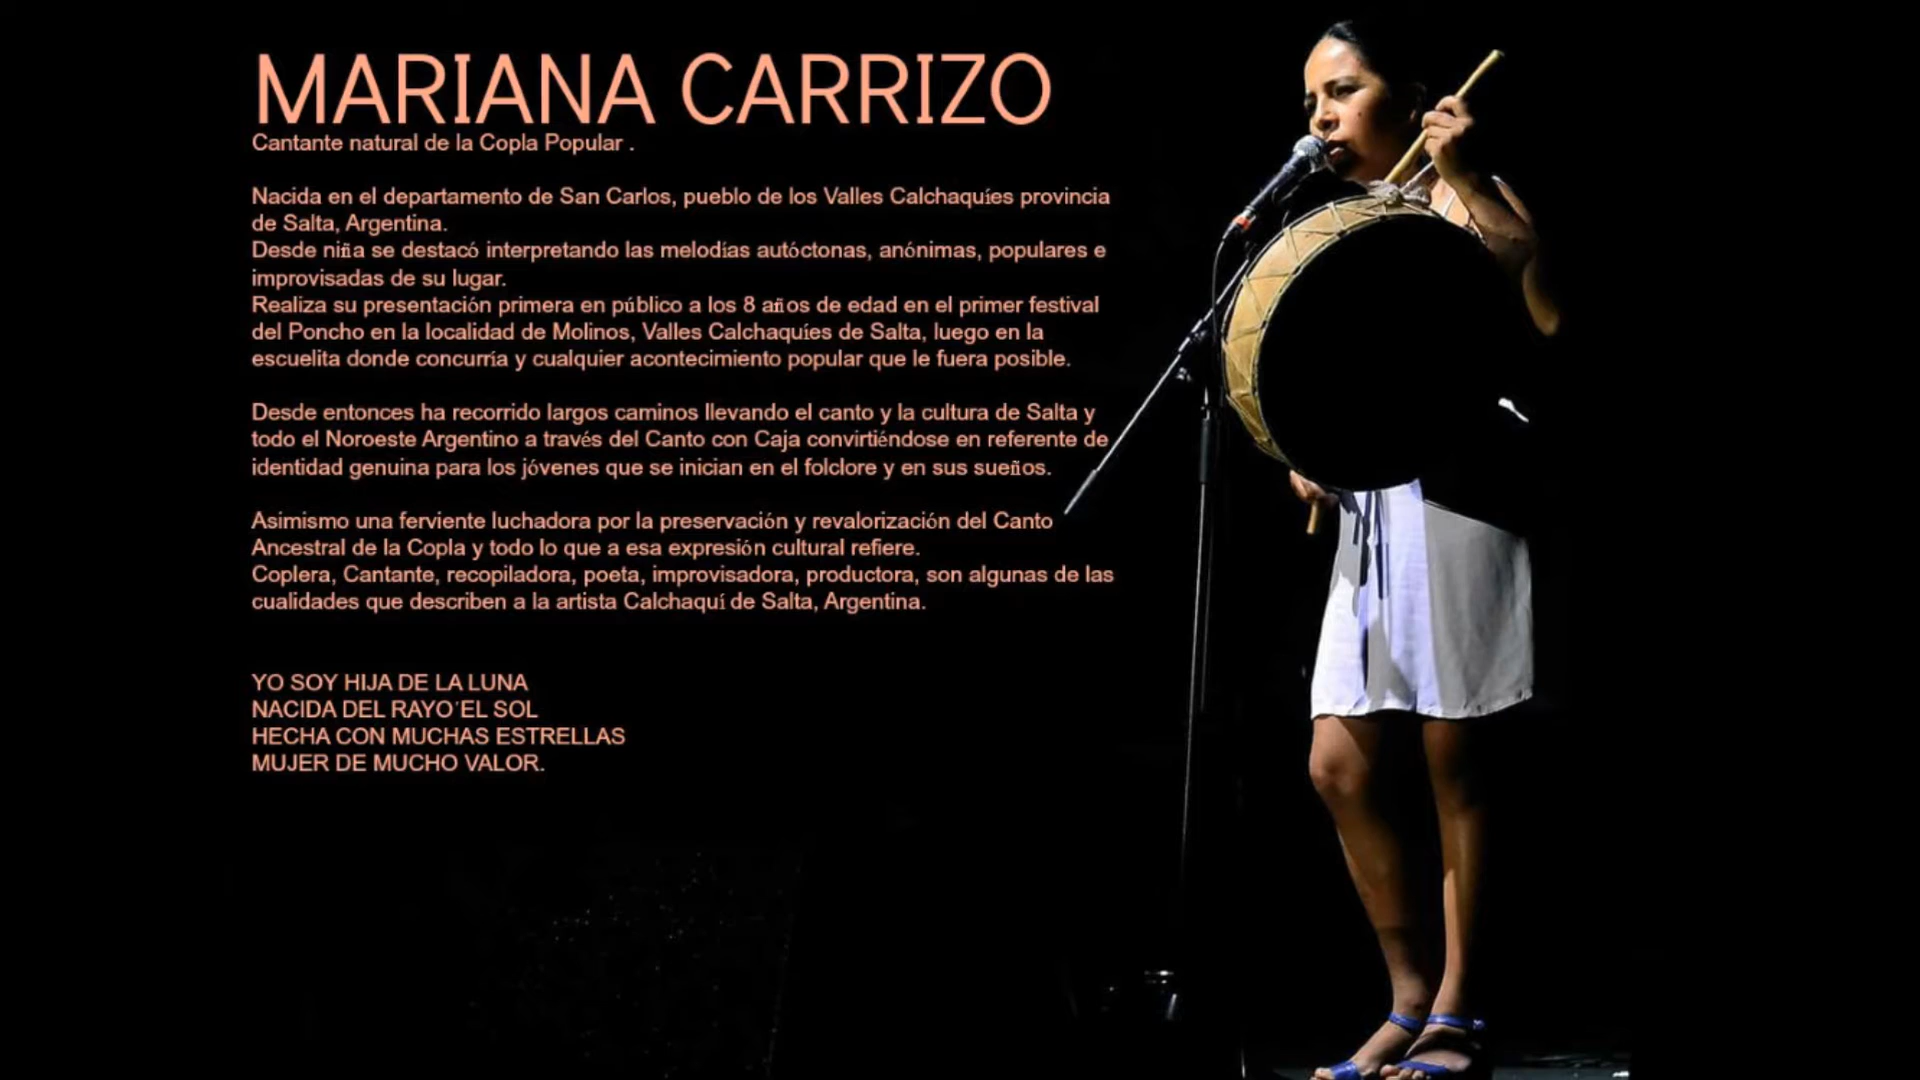 MARIANA CARRIZO
Cantante natural de la Copla Popular .
Nacida en el departamento de San Carlos, pueblo de los Valles Calchaquíes provincia
de Salta, Argentina.
Desde niña se destacó interpretando las melodías autóctonas, anónimas, populares e
improvisadas de su lugar.
Realiza su presentación primera en público a los 8 años de edad en el primer festival
del Poncho en la localidad de Molinos, Valles Calchaquíes de Salta, luego en la
escuelita donde concurría y cualquier acontecimiento popular que le fuera posible.
Desde entonces ha recorrido largos caminos llevando el canto y la cultura de Salta y
todo el Noroeste Argentino a través del Canto con Caja convirtiéndose en referente de
identidad genuina para los jóvenes que se inician en el folclore y en sus sueños.
Asimismo una ferviente luchadora por la preservación y revalorización del Canto
Ancestral de la Copla y todo lo que a esa expresión cultural refiere.
Coplera, Cantante, recopiladora, poeta, improvisadora, productora, son algunas de las
cualidades que describen a la artista Calchaquí de Salta, Argentina.
YO SOY HIJA DE LA LUNA
NACIDA DEL RAYO´EL SOL
HECHA CON MUCHAS ESTRELLAS
MUJER DE MUCHO VALOR.